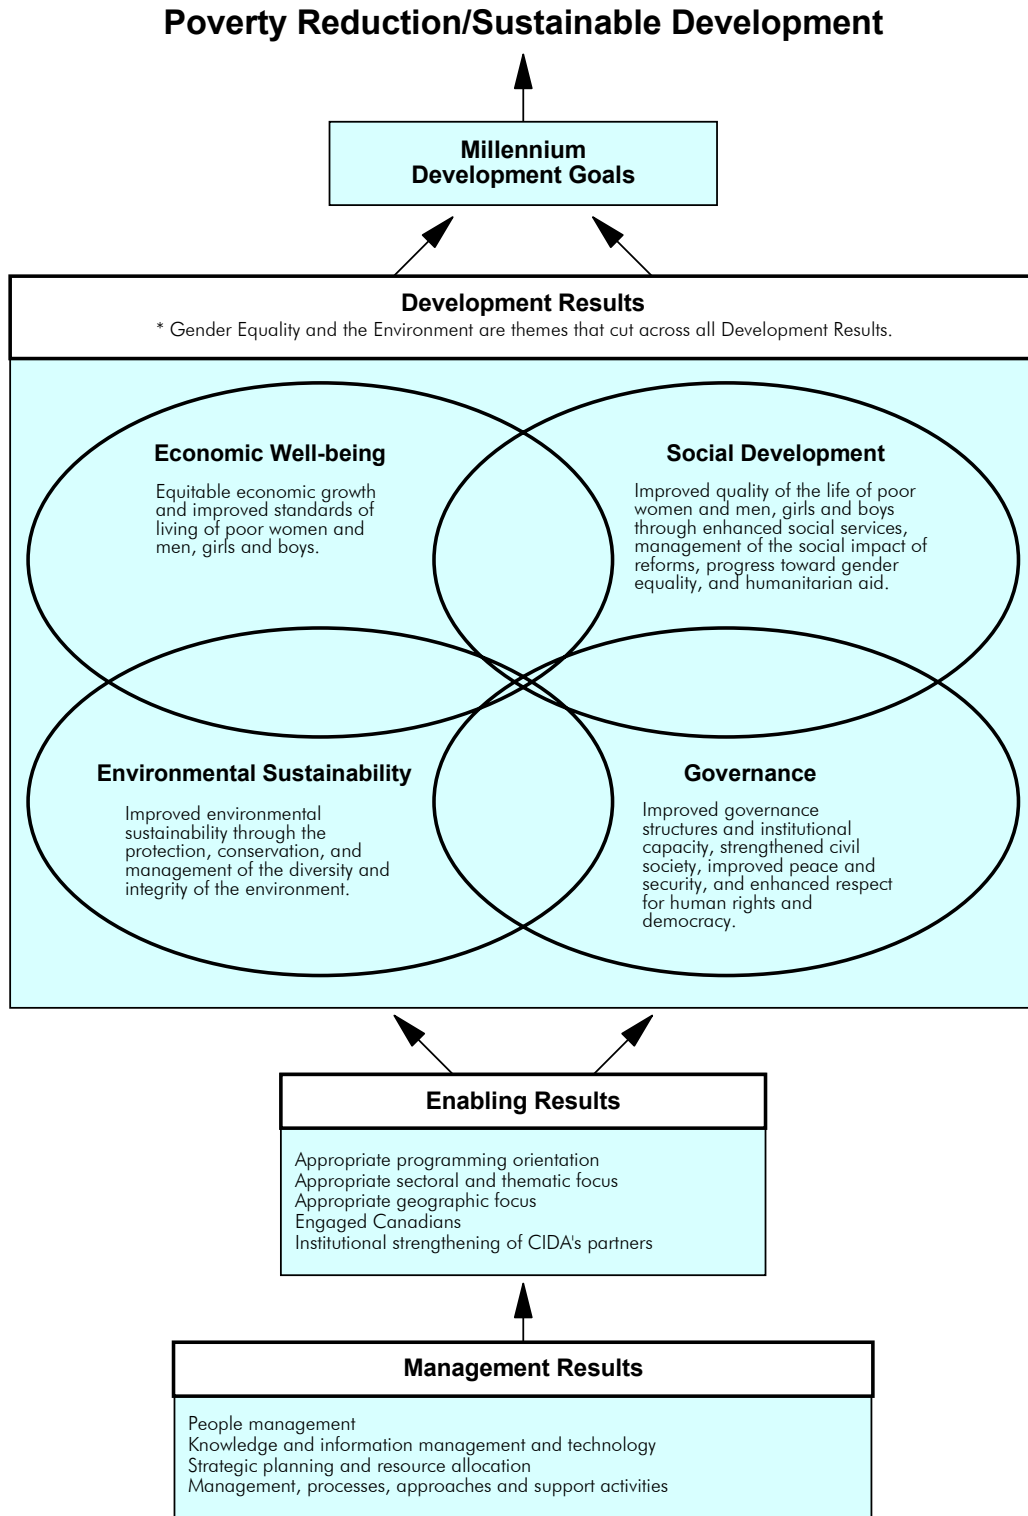 Poverty Reduction/Sustainable Development
Millennium
Development Goals
Development Results
* Gender Equality and the Environment are themes that cut across all Development Results.
Economic Well-being
Equitable economic growth
and improved standards of
living of poor women and
men, girls and boys.
Social Development
Improved quality of the life of poor
women and men, girls and boys
through enhanced social services,
management of the social impact of
reforms, progress toward gender
equality, and humanitarian aid.
Environmental Sustainability
Improved environmental
sustainability through the
protection, conservation, and
management of the diversity and
integrity of the environment.
Governance
Improved governance
structures and institutional
capacity, strengthened civil
society, improved peace and
security, and enhanced respect
for human rights and
democracy.
Enabling Results
Appropriate programming orientation
Appropriate sectoral and thematic focus
Appropriate geographic focus
Engaged Canadians
Institutional strengthening of CIDA's partners
Management Results
People management
Knowledge and information management and technology
Strategic planning and resource allocation
Management, processes, approaches and support activities